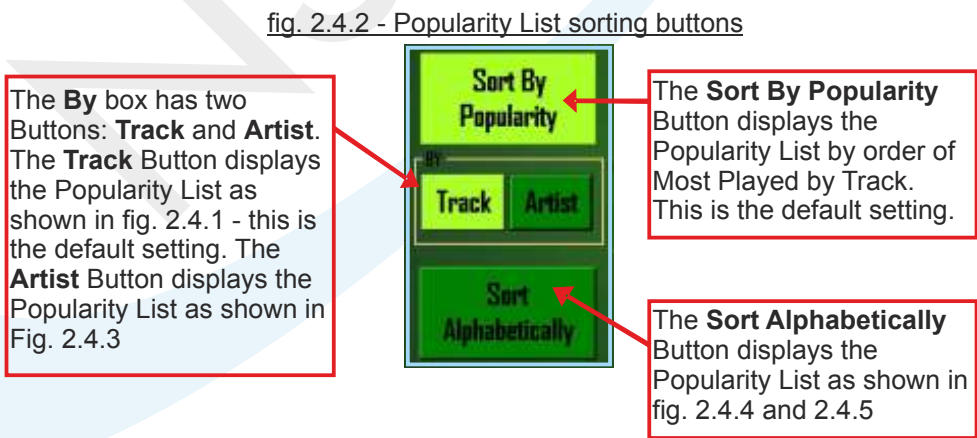 fig. 2.4.2 - Popularity List sorting buttons
The By box has two
Buttons: Track and Artist.
The Track Button displays
the Popularity List as
shown in fig. 2.4.1 - this is
the default setting. The
Artist Button displays the
Popularity List as shown in
Fig. 2.4.3
Sort By
Popularity
BY
Track Artist
Sort
Alphabetically
The Sort By Popularity
Button displays the
Popularity List by order of
Most Played by Track.
This is the default setting.
The Sort Alphabetically
Button displays the
Popularity List as shown in
fig. 2.4.4 and 2.4.5